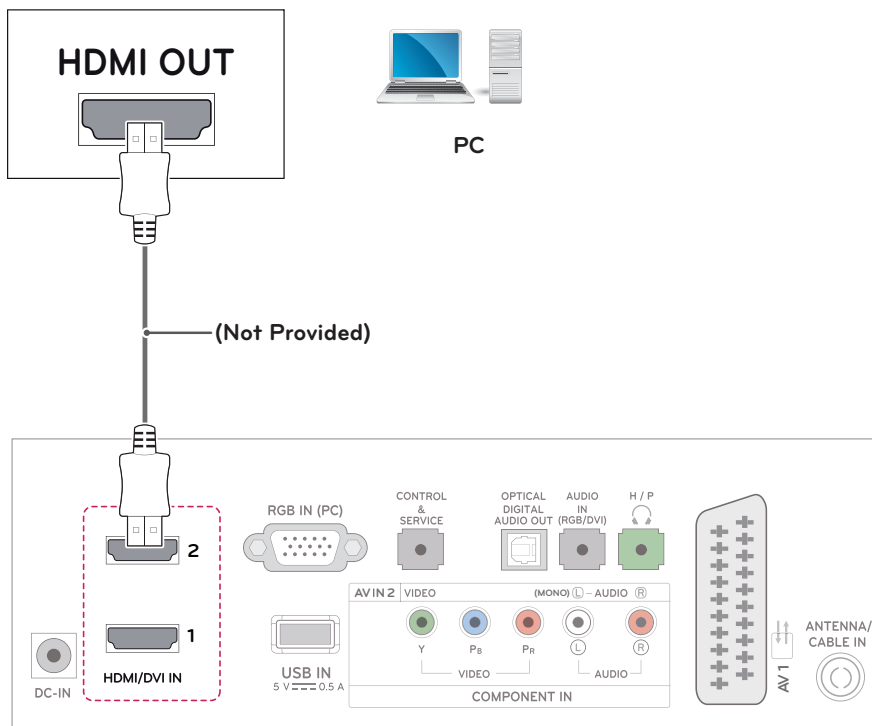 HDMI OUT
PC
(Not Provided)
RGB IN (PC)
CONTROL
&
SERVICE
OPTICAL
DIGITAL
AUDIO OUT
AUDIO
IN
(RGB/DVI)
H / P
2
1
HDMI/DVI IN
DC-IN
USB IN
5 V 0.5 A
AV IN 2 VIDEO (MONO) L - AUDIO R
Y PB PR L R
VIDEO AUDIO
COMPONENT IN
AV 1
ANTENNA/
CABLE IN